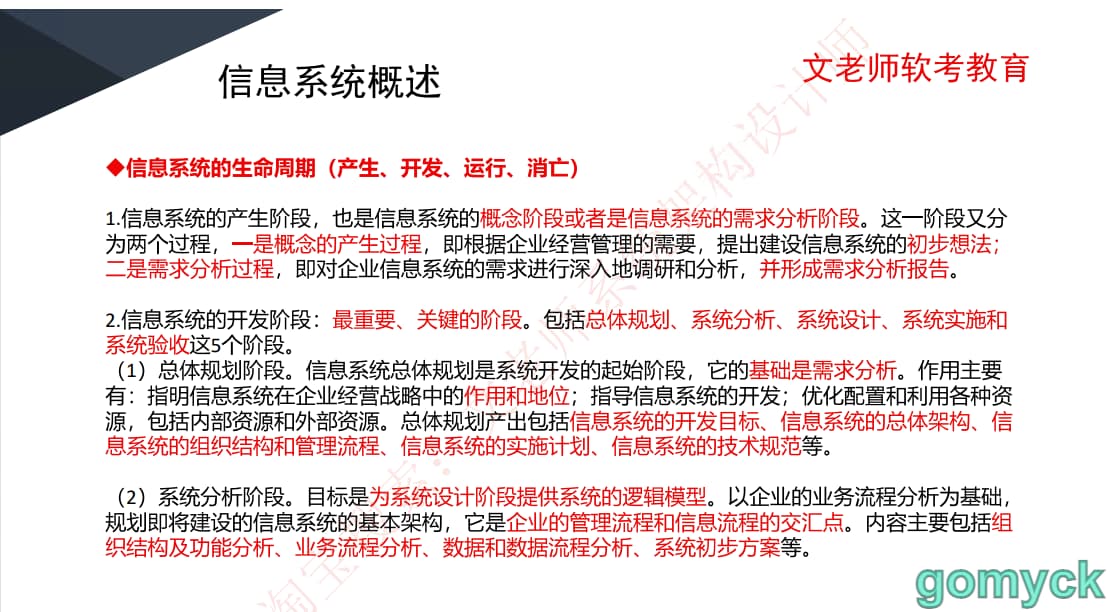 信息系统概述
文老师软考教育
◆信息系统的生命周期（产生、开发、运行、消亡）
1.信息系统的产生阶段，也是信息系统的概念阶段或者是信息系统的需求分析阶段。这一阶段又分
为两个过程，一是概念的产生过程，即根据企业经营管理的需要，提出建设信息系统的初步想法；
二是需求分析过程，即对企业信息系统的需求进行深入地调研和分析，并形成需求分析报告。
2.信息系统的开发阶段：最重要、关键的阶段。包括总体规划、系统分析、系统设计、系统实施和
系统验收这5个阶段。
（1）总体规划阶段。信息系统总体规划是系统开发的起始阶段，它的基础是需求分析。作用主要
有：指明信息系统在企业经营战略中的作用和地位；指导信息系统的开发；优化配置和利用各种资
源，包括内部资源和外部资源。总体规划产出包括信息系统的开发目标、信息系统的总体架构、信
息系统的组织结构和管理流程、信息系统的实施计划、信息系统的技术规范等。
（2）系统分析阶段。目标是为系统设计阶段提供系统的逻辑模型。以企业的业务流程分析为基础，
规划即将建设的信息系统的基本架构，它是企业的管理流程和信息流程的交汇点。内容主要包括组
织结构及功能分析、业务流程分析、数据和数据流程分析、系统初步方案等。
淘宝搜索：文老师系统架构设计师
gomyck